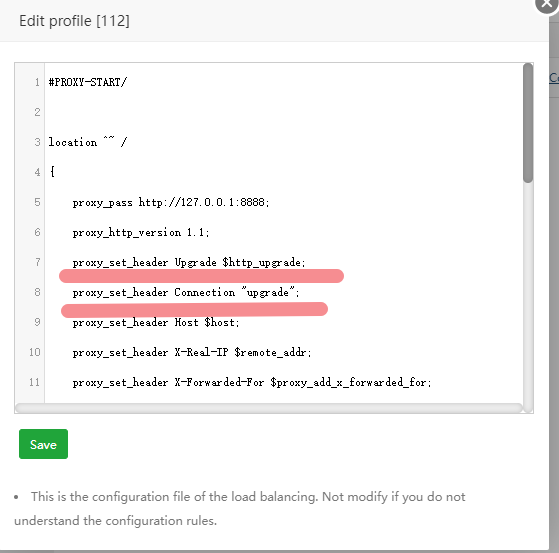 Edit profile [112]
1 #PROXY-START/
2
3 location ^~ /
4 {
5 proxy_pass http://127.0.0.1:8888;
6 proxy_http_version 1.1;
7 proxy_set_header Upgrade $http_upgrade;
8 proxy_set_header Connection "upgrade";
9 proxy_set_header Host $host;
10 proxy_set_header X-Real-IP $remote_addr;
11 proxy_set_header X-Forwarded-For $proxy_add_x_forwarded_for;
Save
• This is the configuration file of the load balancing. Not modify if you do not
understand the configuration rules.